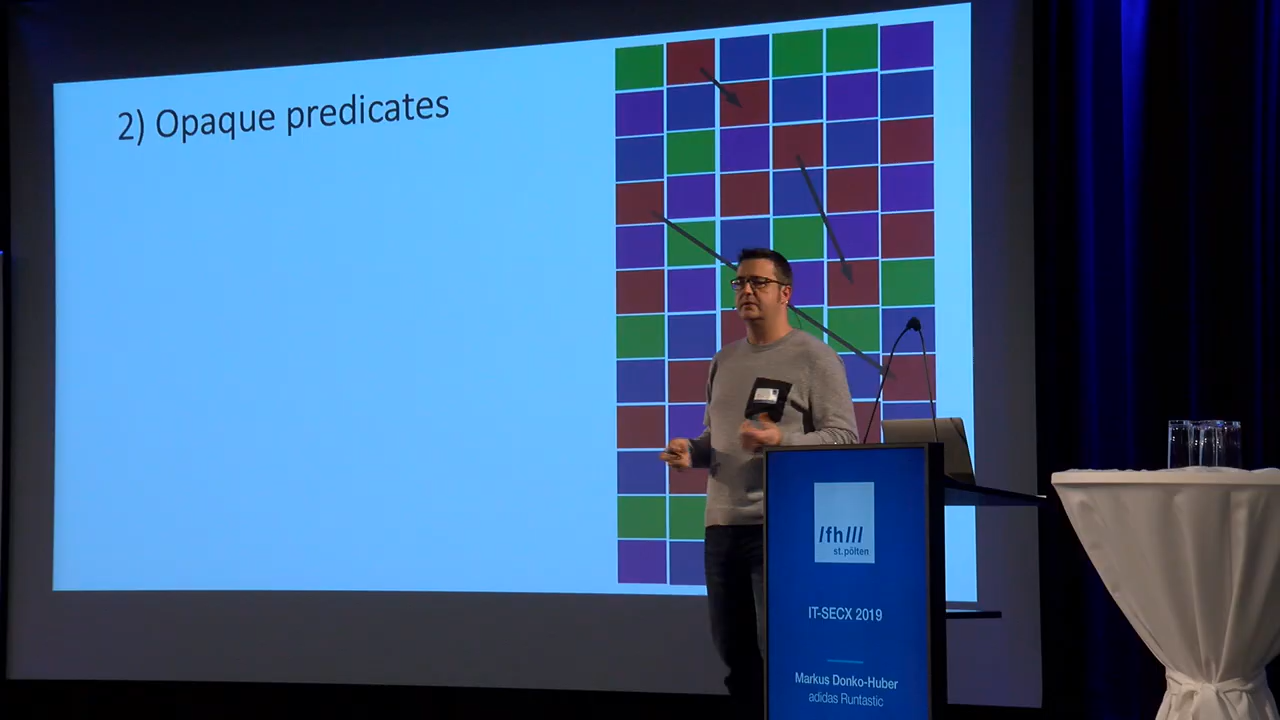 2) Opaque predicates
/fh///
st.pölten
IT-SECX 2019
Markus Donko-Huber
adidas Runtastic